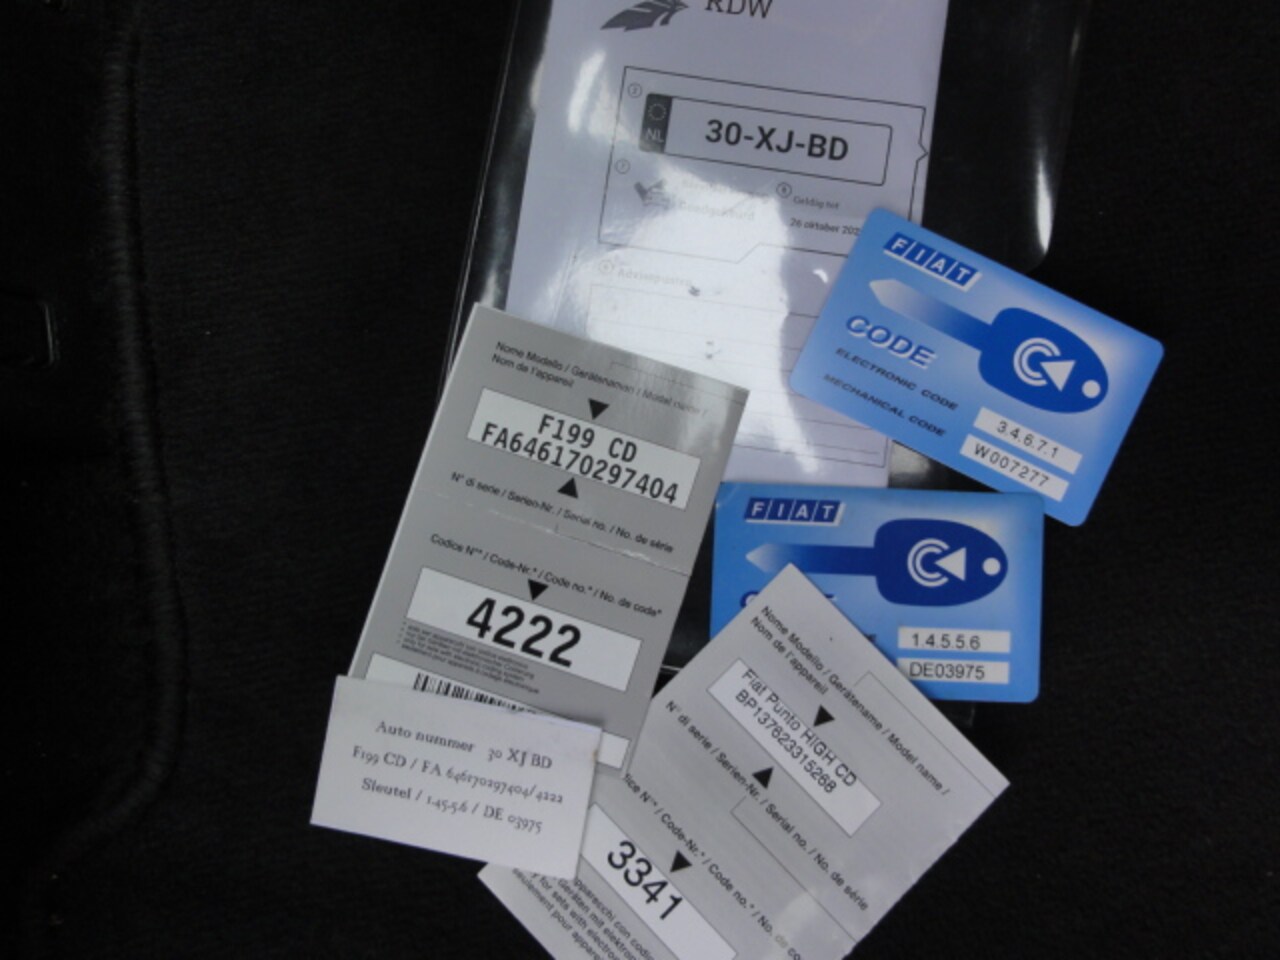 RDW
2
NL
30-XJ-BD
Geldig tot
26 oktober
FIAT
CODE
ELECTRONIC CODE
MECHANICAL CODE
3.4.6.7.1
W007277
Nome Modello / Gerätenaman / Model name /
Nom de l'appareil
F199 CD
FA646170297404
N° di serie / Serien-Nr. / Serial no. / No. de série
Codice N°* / Code-Nr.* / Code no.* / No. de code*
4222
FIAT
1.4.5.5.6
DE03975
Auto nummer 30 XJ BD
F199 CD / FA 646170297404/4222
Sleutel / 1.45.5.6 / DE 03975
Nome Modello / Gerätename / Model name /
Nom de l'appareil
Fiat Punto HIGH CD
BP137623315268
N° di serie / Serien-Nr. / Serial no. / No. de série
N°* / Code-Nr.* / Code no.* / No. de
3341